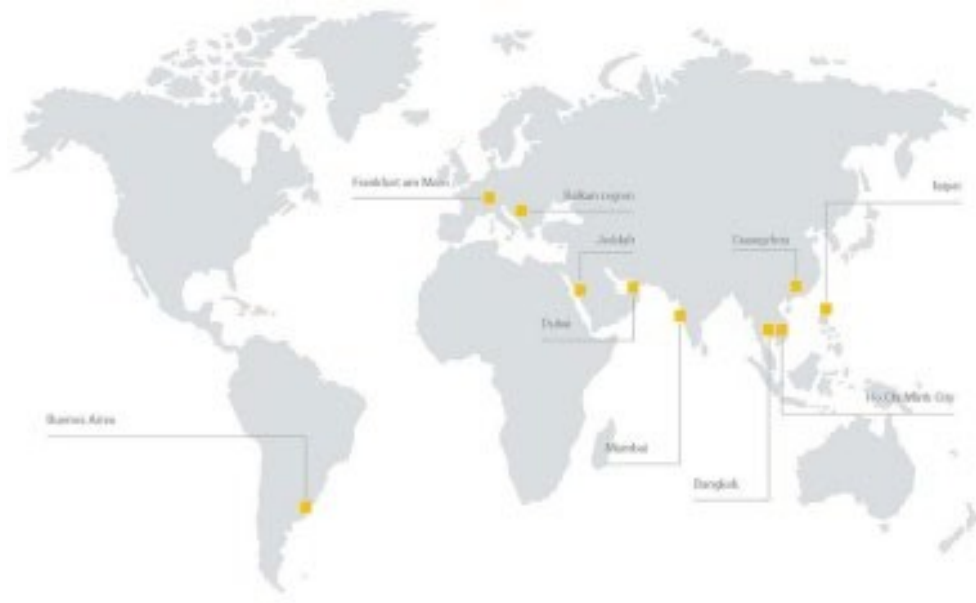 Frankfurt am Main
Balkan region
Taipei
Jeddah
Guangzhou
Dubai
Ho Chi Minh City
Buenos Aires
Mumbai
Bangkok